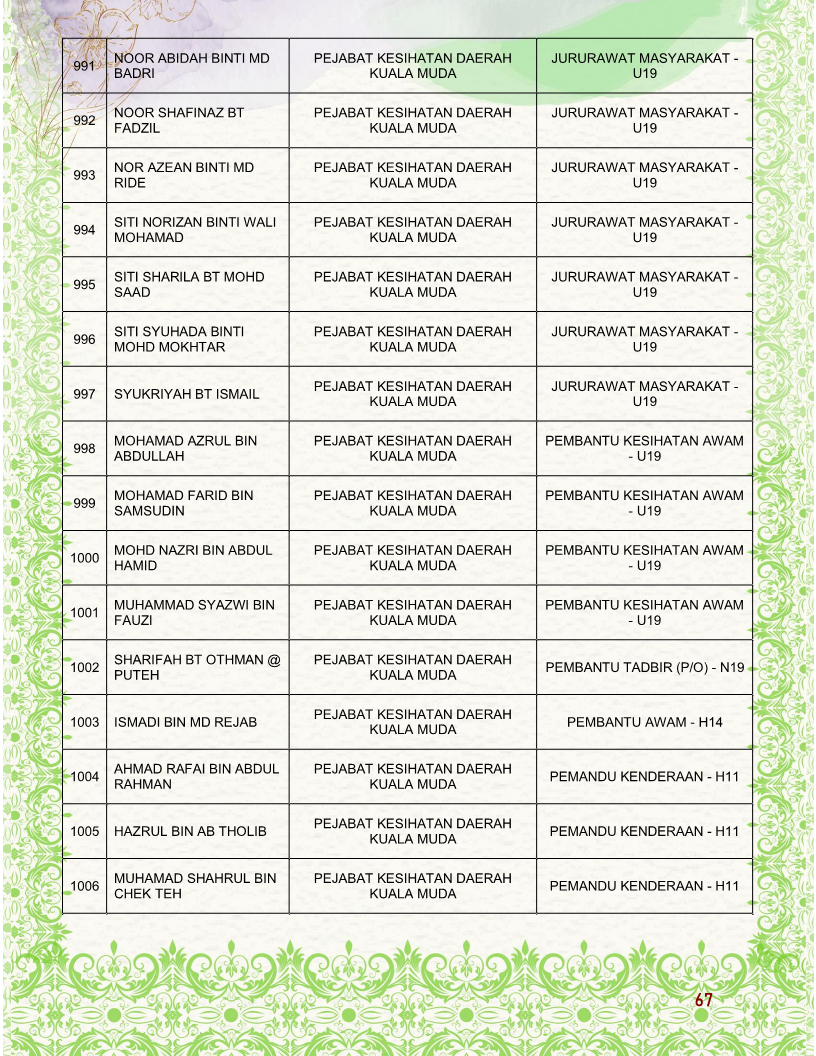 991
NOOR ABIDAH BINTI MD
BADRI
PEJABAT KESIHATAN DAERAH
KUALA MUDA
JURURAWAT MASYARAKAT -
U19
992
NOOR SHAFINAZ BT
FADZIL
PEJABAT KESIHATAN DAERAH
KUALA MUDA
JURURAWAT MASYARAKAT -
U19
993
NOR AZEAN BINTI MD
RIDE
PEJABAT KESIHATAN DAERAH
KUALA MUDA
JURURAWAT MASYARAKAT -
U19
994
SITI NORIZAN BINTI WALI
MOHAMAD
PEJABAT KESIHATAN DAERAH
KUALA MUDA
JURURAWAT MASYARAKAT -
U19
995
SITI SHARILA BT MOHD
SAAD
PEJABAT KESIHATAN DAERAH
KUALA MUDA
JURURAWAT MASYARAKAT -
U19
996
SITI SYUHADA BINTI
MOHD MOKHTAR
PEJABAT KESIHATAN DAERAH
KUALA MUDA
JURURAWAT MASYARAKAT -
U19
997
SYUKRIYAH BT ISMAIL
PEJABAT KESIHATAN DAERAH
KUALA MUDA
JURURAWAT MASYARAKAT -
U19
998
MOHAMAD AZRUL BIN
ABDULLAH
PEJABAT KESIHATAN DAERAH
KUALA MUDA
PEMBANTU KESIHATAN AWAM
- U19
999
MOHAMAD FARID BIN
SAMSUDIN
PEJABAT KESIHATAN DAERAH
KUALA MUDA
PEMBANTU KESIHATAN AWAM
- U19
1000
MOHD NAZRI BIN ABDUL
HAMID
PEJABAT KESIHATAN DAERAH
KUALA MUDA
PEMBANTU KESIHATAN AWAM
- U19
1001
MUHAMMAD SYAZWI BIN
FAUZI
PEJABAT KESIHATAN DAERAH
KUALA MUDA
PEMBANTU KESIHATAN AWAM
- U19
1002
SHARIFAH BT OTHMAN @
PUTEH
PEJABAT KESIHATAN DAERAH
KUALA MUDA
PEMBANTU TADBIR (P/O) - N19
1003
ISMADI BIN MD REJAB
PEJABAT KESIHATAN DAERAH
KUALA MUDA
PEMBANTU AWAM - H14
1004
AHMAD RAFAI BIN ABDUL
RAHMAN
PEJABAT KESIHATAN DAERAH
KUALA MUDA
PEMANDU KENDERAAN - H11
1005
HAZRUL BIN AB THOLIB
PEJABAT KESIHATAN DAERAH
KUALA MUDA
PEMANDU KENDERAAN - H11
1006
MUHAMAD SHAHRUL BIN
CHEK TEH
PEJABAT KESIHATAN DAERAH
KUALA MUDA
PEMANDU KENDERAAN - H11
67